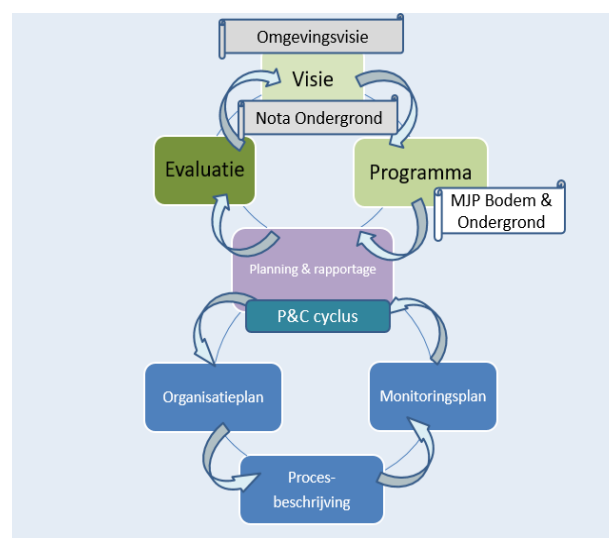 Omgevingsvisie
Visie
Nota Ondergrond
Evaluatie
Programma
MJP Bodem &
Ondergrond
Planning & rapportage
P&C cyclus
Organisatieplan
Monitoringsplan
Proces-
beschrijving